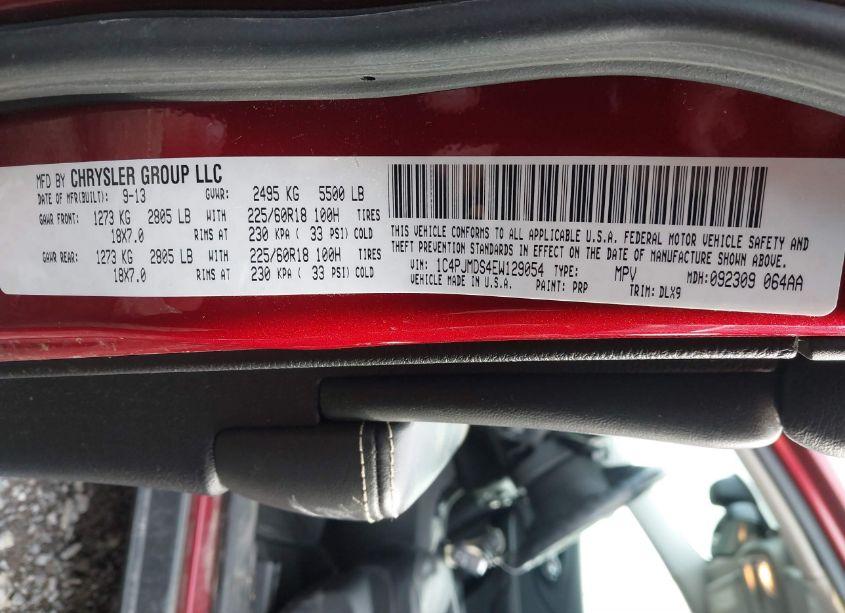 MFD BY CHRYSLER GROUP LLC
DATE OF MFR(BUILT): 9-13 GVWR: 2495 KG 5500 LB
GAWR FRONT: 1273 KG 2805 LB WITH 225/60R18 100H TIRES
18X7.0 RIMS AT 230 KPA ( 33 PSI) COLD
GAWR REAR: 1273 KG 2805 LB WITH 225/60R18 100H TIRES
18X7.0 RIMS AT 230 KPA ( 33 PSI) COLD
THIS VEHICLE CONFORMS TO ALL APPLICABLE U.S.A. FEDERAL MOTOR VEHICLE SAFETY AND
THEFT PREVENTION STANDARDS IN EFFECT ON THE DATE OF MANUFACTURE SHOWN ABOVE.
VIN: 1C4PJMDS4EW129054 TYPE: MPV MDH: 092309 064AA
VEHICLE MADE IN U.S.A. PAINT: PRP TRIM: DLX9